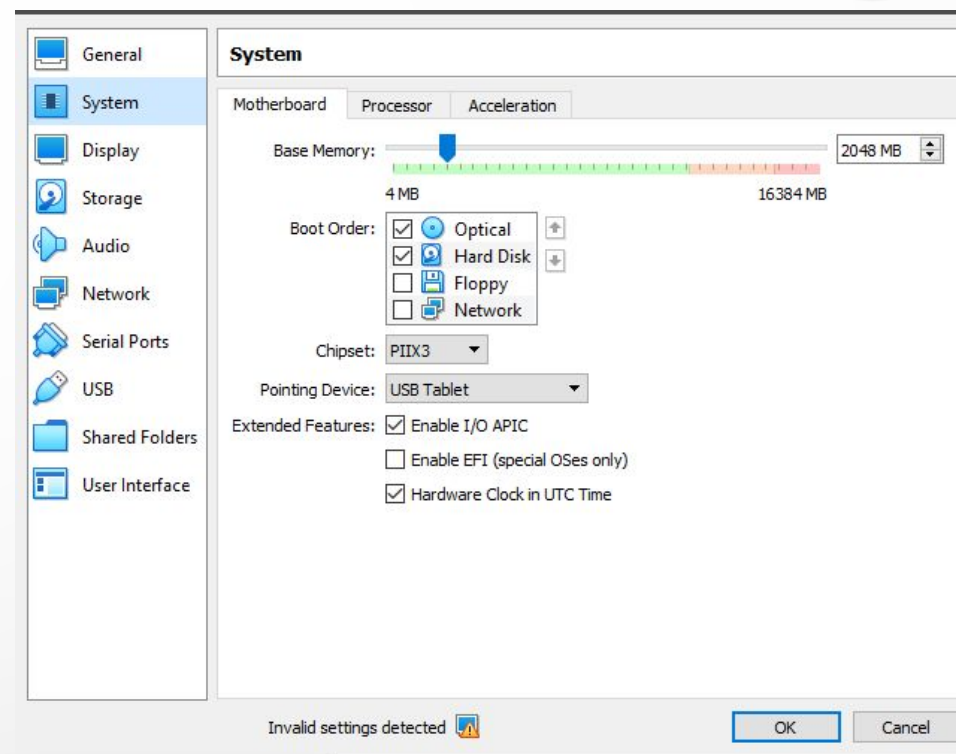 General
System
Display
Storage
Audio
Network
Serial Ports
USB
Shared Folders
User Interface
System
Motherboard Processor Acceleration
Base Memory: 2048 MB
4 MB 16384 MB
Boot Order: Optical
Hard Disk
Floppy
Network
Chipset: PIIX3
Pointing Device: USB Tablet
Extended Features: Enable I/O APIC
Enable EFI (special OSes only)
Hardware Clock in UTC Time
Invalid settings detected OK Cancel